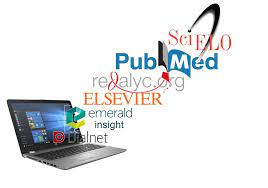 SciELO
PubMed
redalyc.org
ELSEVIER
emerald
insight
Dialnet